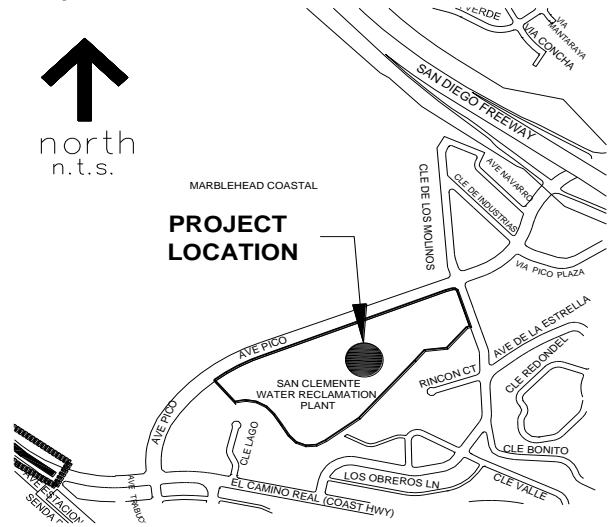 VERDE
VIA
MANTARAYA
VIA CONCHA
SAN DIEGO FREEWAY
north
n.t.s.
MARBLEHEAD COASTAL
CLE DE LOS MOLINOS
AVE NAVARRO
CLE DE INDUSTRIAS
PROJECT
LOCATION
VIA PICO PLAZA
AVE PICO
AVE DE LA ESTRELLA
CLE REDONDEL
RINCON CT
SAN CLEMENTE
WATER RECLAMATION
PLANT
AVE PICO
CLE LAGO
CLE BONITO
LOS OBREROS LN
CLE VALLE
EL CAMINO REAL (COAST HWY)
AVE ESTACION
SENDA
AVE TRABUCO